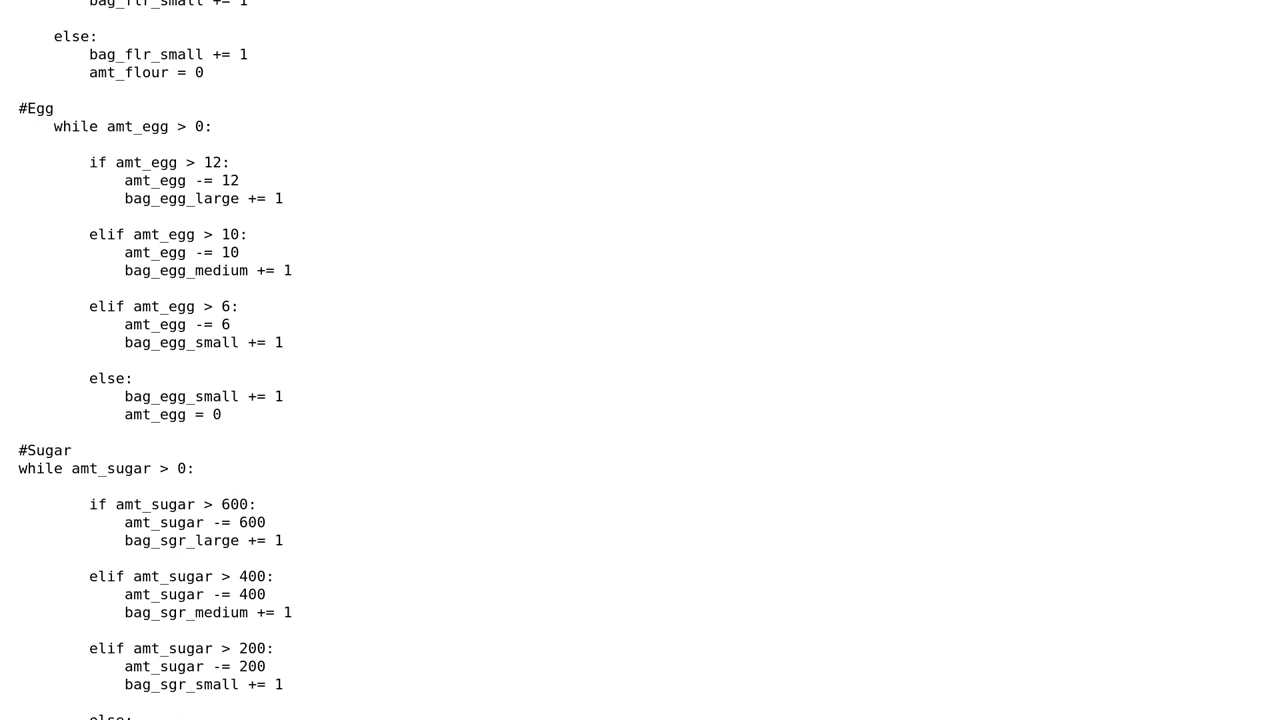 bag_flr_small += 1
    else:
        bag_flr_small += 1
        amt_flour = 0
#Egg
    while amt_egg > 0:
        if amt_egg > 12:
            amt_egg -= 12
            bag_egg_large += 1
        elif amt_egg > 10:
            amt_egg -= 10
            bag_egg_medium += 1
        elif amt_egg > 6:
            amt_egg -= 6
            bag_egg_small += 1
        else:
            bag_egg_small += 1
            amt_egg = 0
#Sugar
while amt_sugar > 0:
        if amt_sugar > 600:
            amt_sugar -= 600
            bag_sgr_large += 1
        elif amt_sugar > 400:
            amt_sugar -= 400
            bag_sgr_medium += 1
        elif amt_sugar > 200:
            amt_sugar -= 200
            bag_sgr_small += 1
        else: